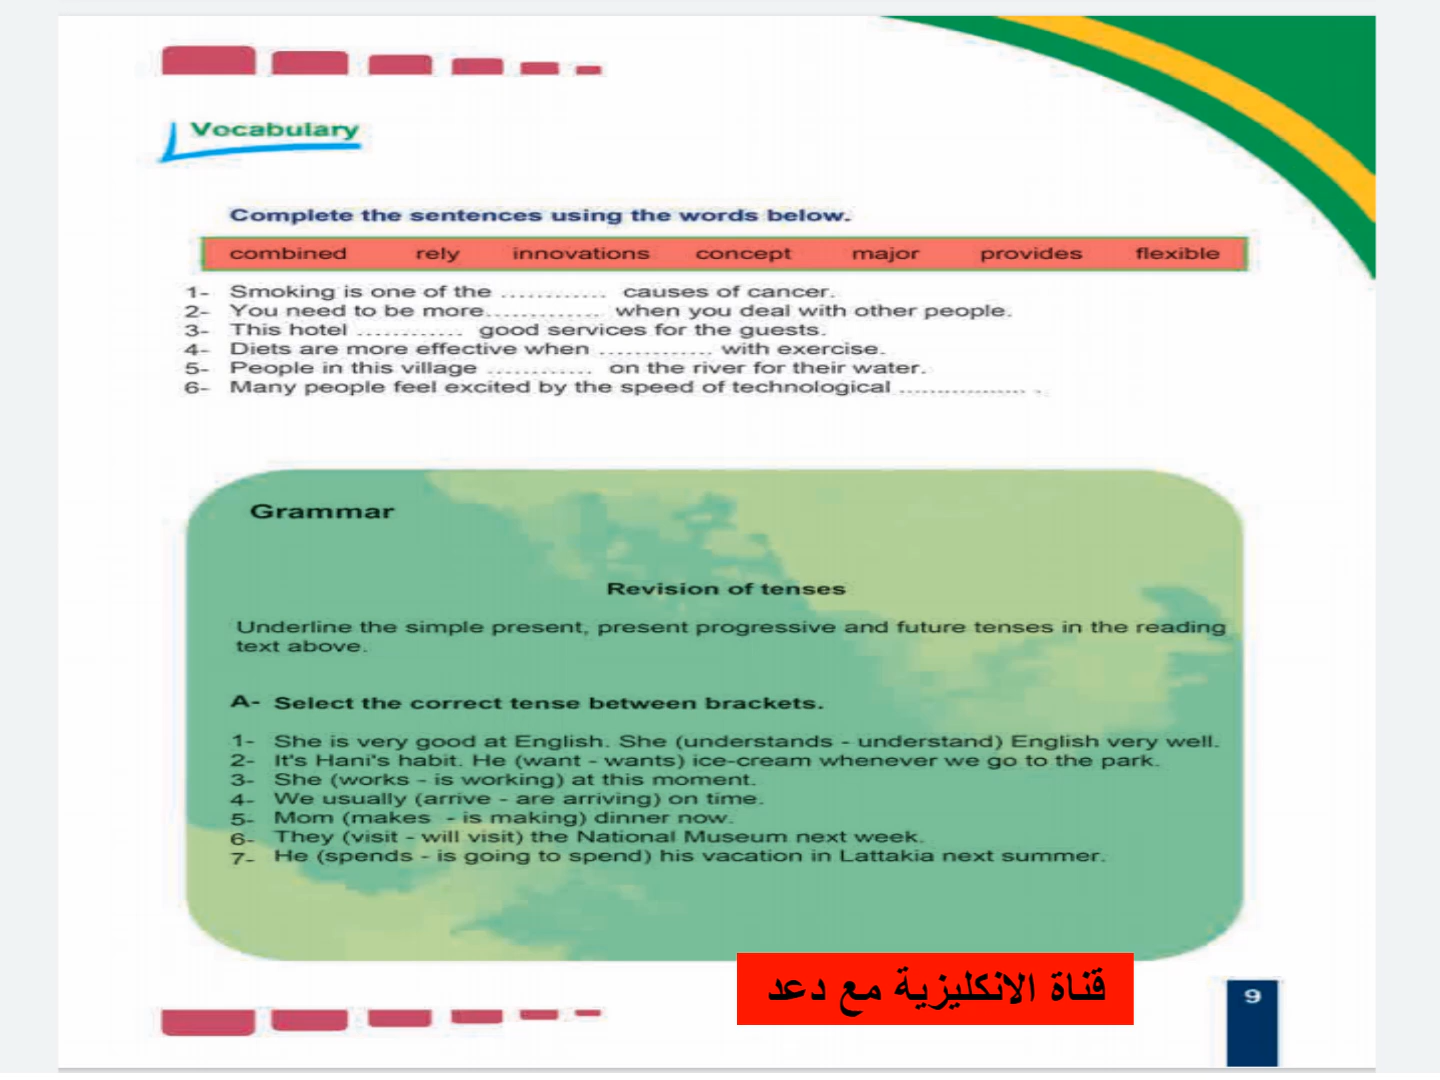 Vocabulary
Complete the sentences using the words below.
combined rely innovations concept major provides flexible
1- Smoking is one of the ............ causes of cancer.
2- You need to be more............. when you deal with other people.
3- This hotel ............ good services for the guests.
4- Diets are more effective when ............. with exercise.
5- People in this village ............ on the river for their water.
6- Many people feel excited by the speed of technological ................ .
Grammar
Revision of tenses
Underline the simple present, present progressive and future tenses in the reading
text above.
A- Select the correct tense between brackets.
1- She is very good at English. She (understands - understand) English very well.
2- It's Hani's habit. He (want - wants) ice-cream whenever we go to the park.
3- She (works - is working) at this moment.
4- We usually (arrive - are arriving) on time.
5- Mom (makes - is making) dinner now.
6- They (visit - will visit) the National Museum next week.
7- He (spends - is going to spend) his vacation in Lattakia next summer.
قناة الانكليزية مع دعد
9